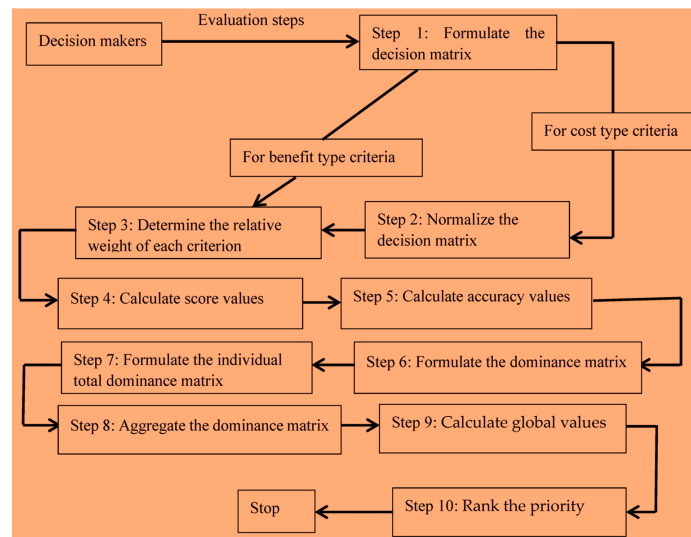 Evaluation steps
Decision makers
Step 1: Formulate the
decision matrix
For cost type criteria
For benefit type criteria
Step 3: Determine the relative
weight of each criterion
Step 2: Normalize the
decision matrix
Step 4: Calculate score values
Step 5: Calculate accuracy values
Step 7: Formulate the individual
total dominance matrix
Step 6: Formulate the dominance matrix
Step 8: Aggregate the dominance matrix
Step 9: Calculate global values
Stop
Step 10: Rank the priority